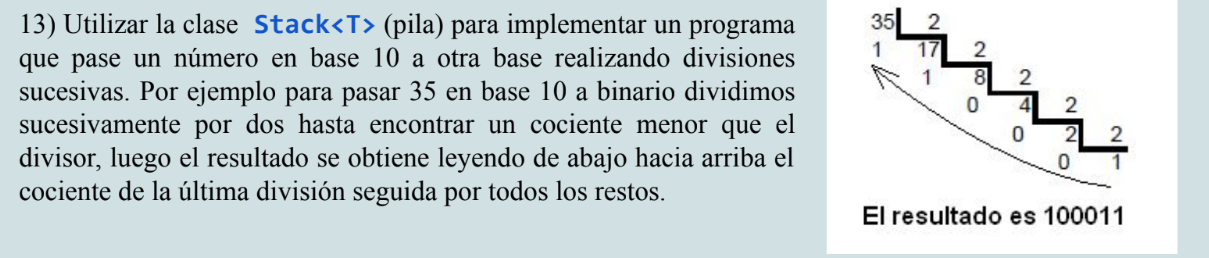 13) Utilizar la clase Stack<T> (pila) para implementar un programa
que pase un número en base 10 a otra base realizando divisiones
sucesivas. Por ejemplo para pasar 35 en base 10 a binario dividimos
sucesivamente por dos hasta encontrar un cociente menor que el
divisor, luego el resultado se obtiene leyendo de abajo hacia arriba el
cociente de la última división seguida por todos los restos.
35 2
1 17 2
1 8 2
0 4 2
0 2 2
0 1
El resultado es 100011